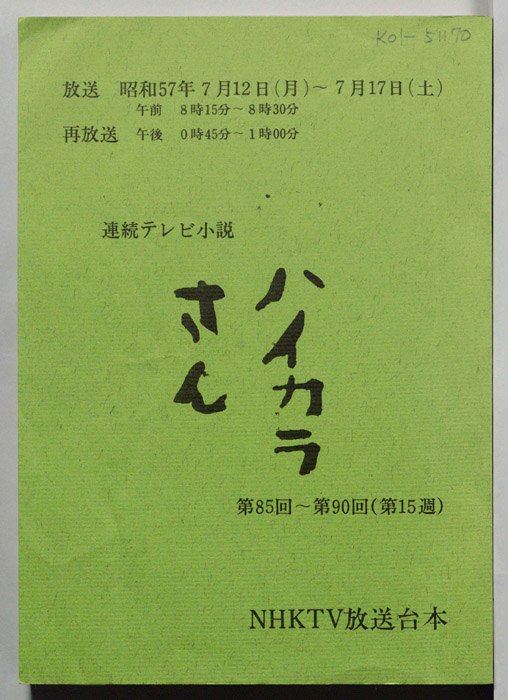 K01-51170
放送 昭和57年7月12日(月)~7月17日(土)
午前 8時15分~8時30分
再放送 午後 0時45分~1時00分
連続テレビ小説
ハイカラ
さん
第85回~第90回(第15週)
NHKTV放送台本